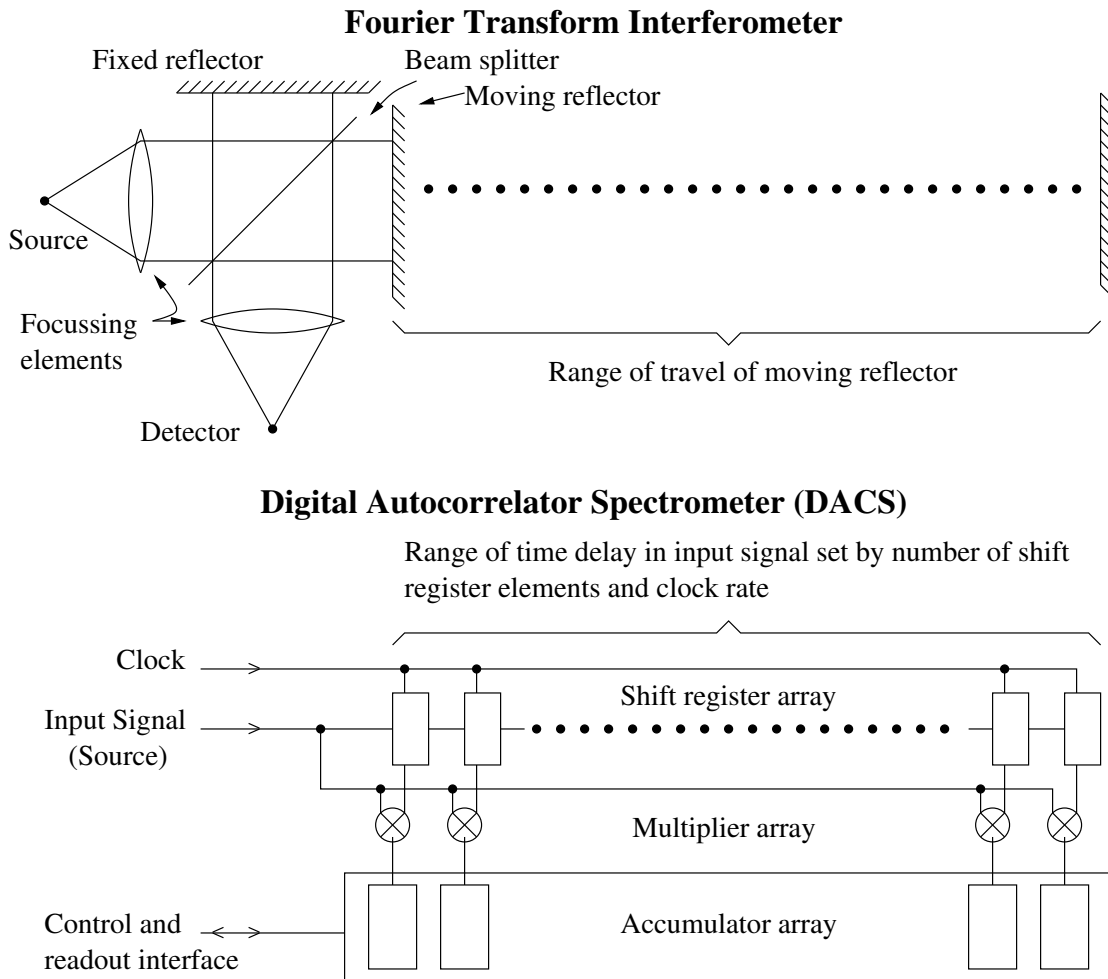 Fourier Transform Interferometer
Fixed reflector
Beam splitter
Moving reflector
Source
Focussing
elements
Range of travel of moving reflector
Detector
Digital Autocorrelator Spectrometer (DACS)
Range of time delay in input signal set by number of shift
register elements and clock rate
Clock
Shift register array
Input Signal
(Source)
Multiplier array
Accumulator array
Control and
readout interface